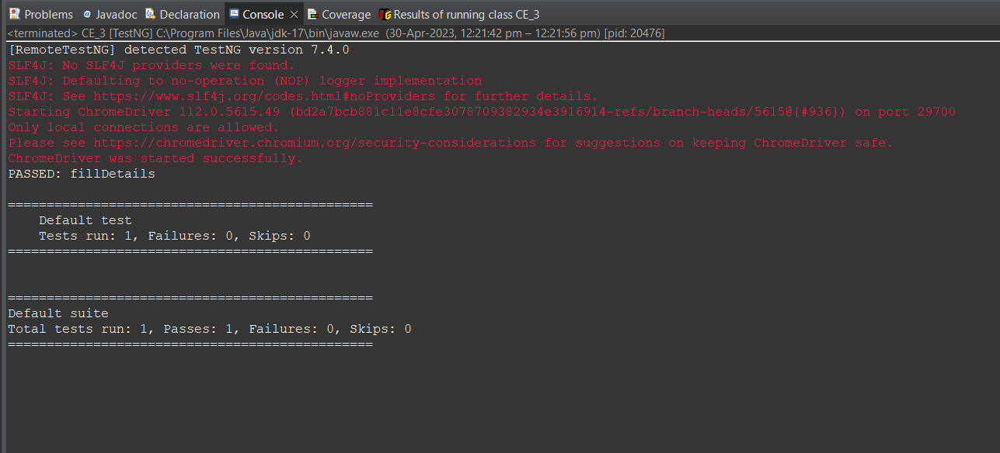 Problems Javadoc Declaration Console Coverage Results of running class CE_3
<terminated> CE_3 [TestNG] C:\Program Files\Java\jdk-17\bin\javaw.exe (30-Apr-2023, 12:21:42 pm – 12:21:56 pm) [pid: 20476]
[RemoteTestNG] detected TestNG version 7.4.0
SLF4J: No SLF4J providers were found.
SLF4J: Defaulting to no-operation (NOP) logger implementation
SLF4J: See https://www.slf4j.org/codes.html#noProviders for further details.
Starting ChromeDriver 112.0.5615.49 (bd2a7bcb881c11e8cfe3078709382934e3916914-refs/branch-heads/5615@{#936}) on port 29700
Only local connections are allowed.
Please see https://chromedriver.chromium.org/security-considerations for suggestions on keeping ChromeDriver safe.
ChromeDriver was started successfully.
PASSED: fillDetails
===============================================
Default test
Tests run: 1, Failures: 0, Skips: 0
===============================================
===============================================
Default suite
Total tests run: 1, Passes: 1, Failures: 0, Skips: 0
===============================================